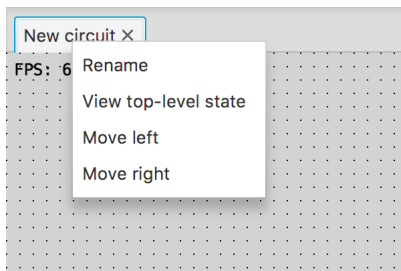 New circuit ×
FPS: 6
Rename
View top-level state
Move left
Move right